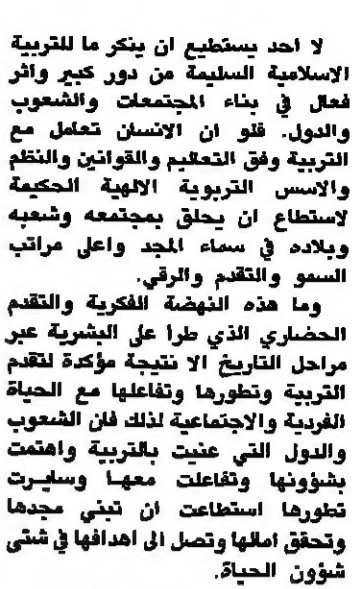 لا احد يستطيع ان ينكر ما للتربية
الاسلامية السليمة من دور كبير واثر
فعال في بناء المجتمعات والشعوب
والدول. فلو ان الانسان تعامل مع
التربية وفق التعاليم والقوانين والنظم
والاسس التربوية الالهية الحكيمة
لاستطاع ان يحلق بمجتمعه وشعبه
وبلاده في سماء المجد واعلى مراتب
السمو والتقدم والرقي.
وما هذه النهضة الفكرية والتقدم
الحضاري الذي طرأ على البشرية عبر
مراحل التاريخ الا نتيجة مؤكدة لتقدم
التربية وتطورها وتفاعلها مع الحياة
الفردية والاجتماعية لذلك فان الشعوب
والدول التي عنيت بالتربية واهتمت
بشؤونها وتفاعلت معها وسايرت
تطورها استطاعت ان تبني مجدها
وتحقق امالها وتصل الى اهدافها في شتى
شؤون الحياة.